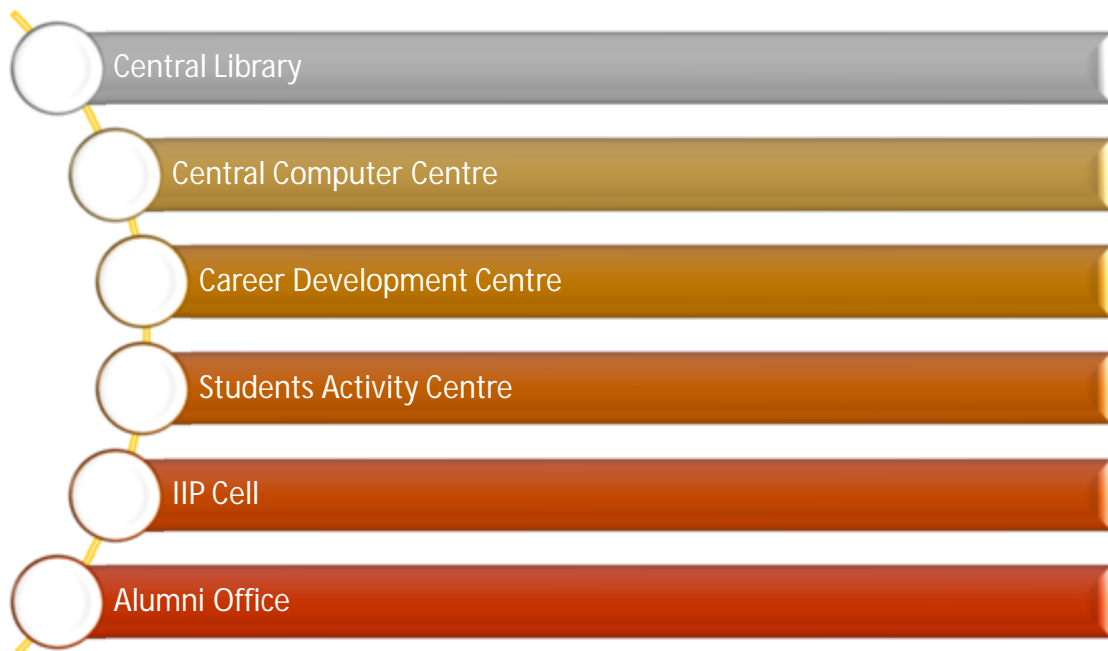 Central Library
Central Computer Centre
Career Development Centre
Students Activity Centre
IIP Cell
Alumni Office